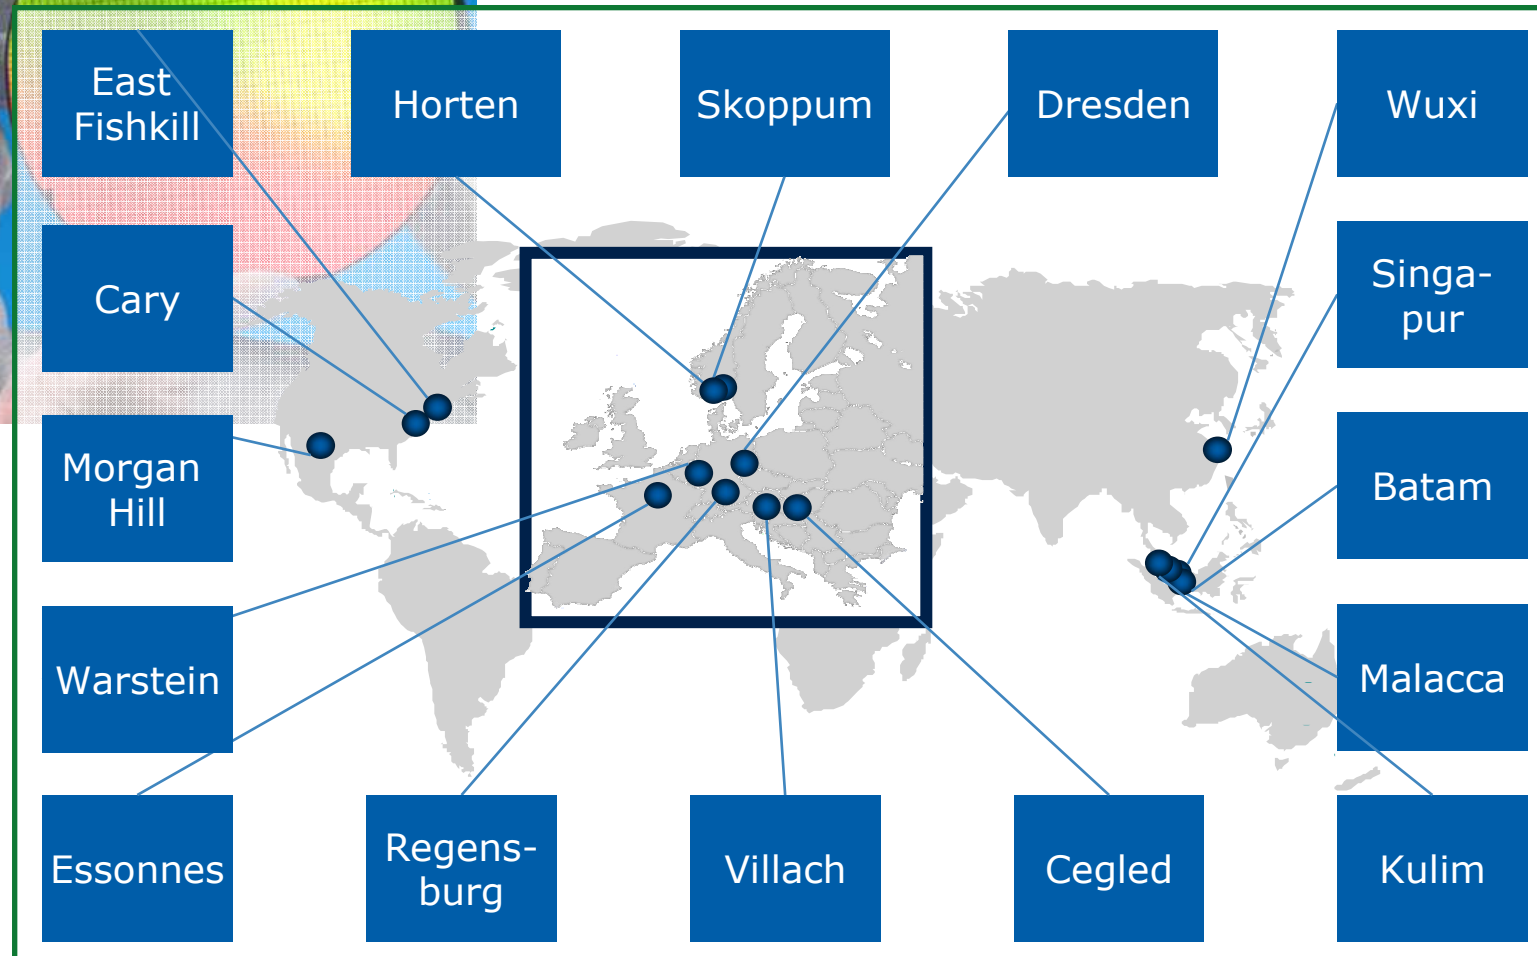 East
Fishkill
Horten
Skoppum
Dresden
Wuxi
Cary
Singa-
pur
Morgan
Hill
Batam
Warstein
Malacca
Essonnes
Regens-
burg
Villach
Cegled
Kulim